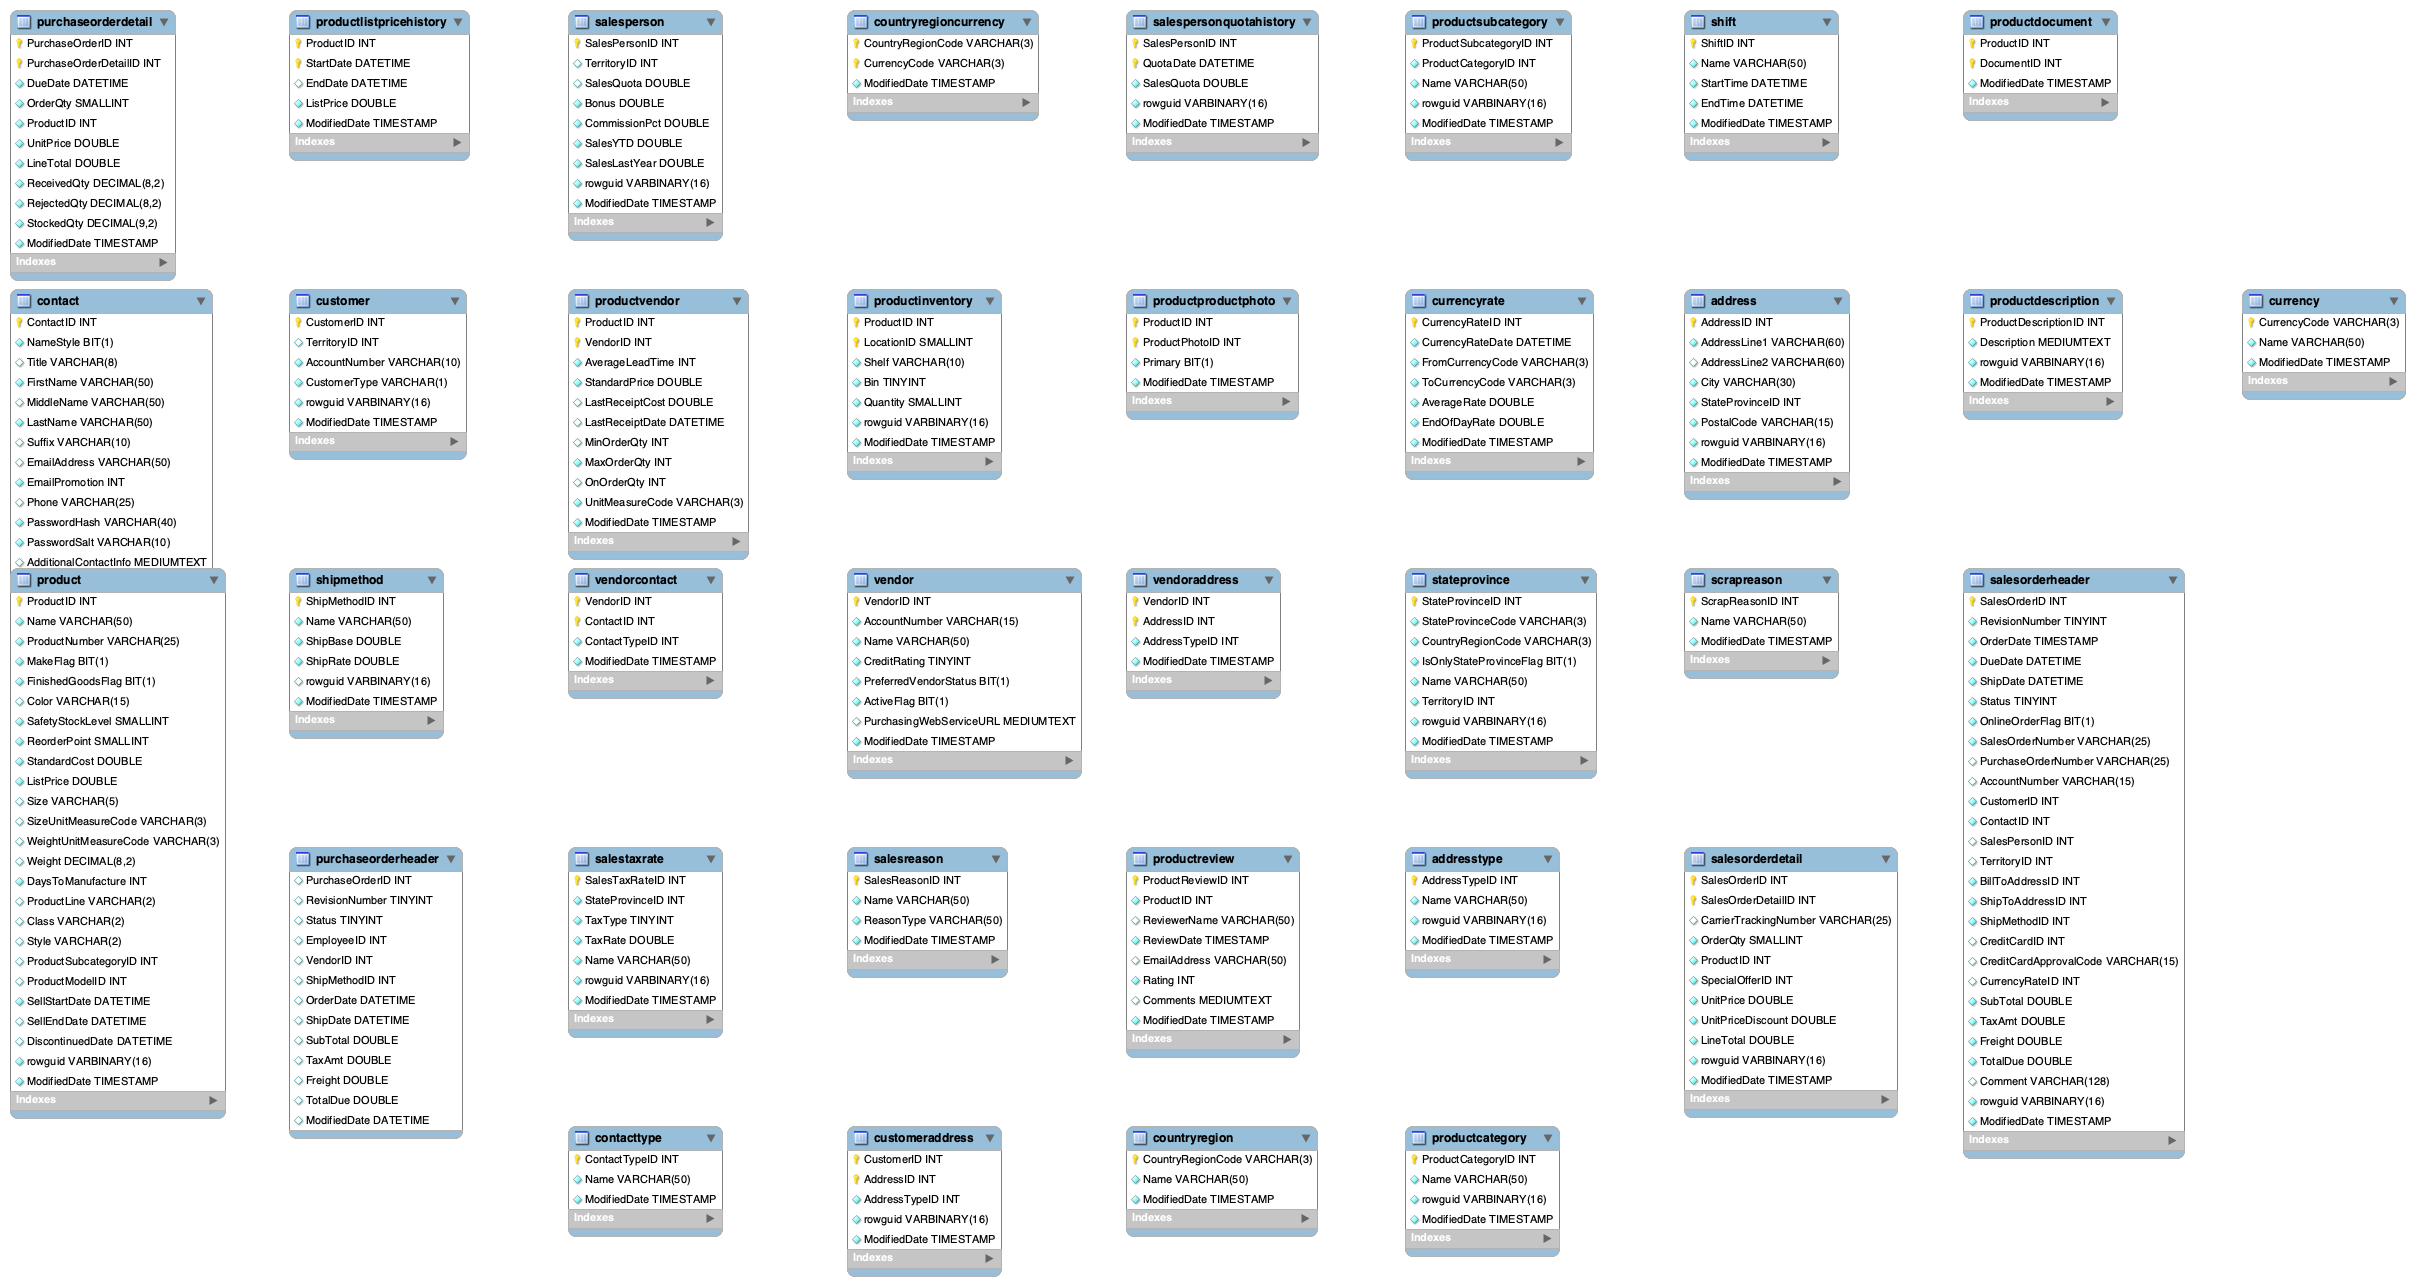 purchaseorderdetail
PurchaseOrderID INT
PurchaseOrderDetailID INT
DueDate DATETIME
OrderQty SMALLINT
ProductID INT
UnitPrice DOUBLE
LineTotal DOUBLE
ReceivedQty DECIMAL(8,2)
RejectedQty DECIMAL(8,2)
StockedQty DECIMAL(9,2)
ModifiedDate TIMESTAMP
Indexes
productlistpricehistory
ProductID INT
StartDate DATETIME
EndDate DATETIME
ListPrice DOUBLE
ModifiedDate TIMESTAMP
Indexes
salesperson
SalesPersonID INT
TerritoryID INT
SalesQuota DOUBLE
Bonus DOUBLE
CommissionPct DOUBLE
SalesYTD DOUBLE
SalesLastYear DOUBLE
rowguid VARBINARY(16)
ModifiedDate TIMESTAMP
Indexes
countryregioncurrency
CountryRegionCode VARCHAR(3)
CurrencyCode VARCHAR(3)
ModifiedDate TIMESTAMP
Indexes
salespersonquotahistory
SalesPersonID INT
QuotaDate DATETIME
SalesQuota DOUBLE
rowguid VARBINARY(16)
ModifiedDate TIMESTAMP
Indexes
productsubcategory
ProductSubcategoryID INT
ProductCategoryID INT
Name VARCHAR(50)
rowguid VARBINARY(16)
ModifiedDate TIMESTAMP
Indexes
shift
ShiftID INT
Name VARCHAR(50)
StartTime DATETIME
EndTime DATETIME
ModifiedDate TIMESTAMP
Indexes
productdocument
ProductID INT
DocumentID INT
ModifiedDate TIMESTAMP
Indexes
contact
ContactID INT
NameStyle BIT(1)
Title VARCHAR(8)
FirstName VARCHAR(50)
MiddleName VARCHAR(50)
LastName VARCHAR(50)
Suffix VARCHAR(10)
EmailAddress VARCHAR(50)
EmailPromotion INT
Phone VARCHAR(25)
PasswordHash VARCHAR(40)
PasswordSalt VARCHAR(10)
AdditionalContactInfo MEDIUMTEXT
customer
CustomerID INT
TerritoryID INT
AccountNumber VARCHAR(10)
CustomerType VARCHAR(1)
rowguid VARBINARY(16)
ModifiedDate TIMESTAMP
Indexes
productvendor
ProductID INT
VendorID INT
AverageLeadTime INT
StandardPrice DOUBLE
LastReceiptCost DOUBLE
LastReceiptDate DATETIME
MinOrderQty INT
MaxOrderQty INT
OnOrderQty INT
UnitMeasureCode VARCHAR(3)
ModifiedDate TIMESTAMP
Indexes
productinventory
ProductID INT
LocationID SMALLINT
Shelf VARCHAR(10)
Bin TINYINT
Quantity SMALLINT
rowguid VARBINARY(16)
ModifiedDate TIMESTAMP
Indexes
productproductphoto
ProductID INT
ProductPhotoID INT
Primary BIT(1)
ModifiedDate TIMESTAMP
Indexes
currencyrate
CurrencyRateID INT
CurrencyRateDate DATETIME
FromCurrencyCode VARCHAR(3)
ToCurrencyCode VARCHAR(3)
AverageRate DOUBLE
EndOfDayRate DOUBLE
ModifiedDate TIMESTAMP
Indexes
address
AddressID INT
AddressLine1 VARCHAR(60)
AddressLine2 VARCHAR(60)
City VARCHAR(30)
StateProvinceID INT
PostalCode VARCHAR(15)
rowguid VARBINARY(16)
ModifiedDate TIMESTAMP
Indexes
productdescription
ProductDescriptionID INT
Description MEDIUMTEXT
rowguid VARBINARY(16)
ModifiedDate TIMESTAMP
Indexes
currency
CurrencyCode VARCHAR(3)
Name VARCHAR(50)
ModifiedDate TIMESTAMP
Indexes
product
ProductID INT
Name VARCHAR(50)
ProductNumber VARCHAR(25)
MakeFlag BIT(1)
FinishedGoodsFlag BIT(1)
Color VARCHAR(15)
SafetyStockLevel SMALLINT
ReorderPoint SMALLINT
StandardCost DOUBLE
ListPrice DOUBLE
Size VARCHAR(5)
SizeUnitMeasureCode VARCHAR(3)
WeightUnitMeasureCode VARCHAR(3)
Weight DECIMAL(8,2)
DaysToManufacture INT
ProductLine VARCHAR(2)
Class VARCHAR(2)
Style VARCHAR(2)
ProductSubcategoryID INT
ProductModelID INT
SellStartDate DATETIME
SellEndDate DATETIME
DiscontinuedDate DATETIME
rowguid VARBINARY(16)
ModifiedDate TIMESTAMP
Indexes
shipmethod
ShipMethodID INT
Name VARCHAR(50)
ShipBase DOUBLE
ShipRate DOUBLE
rowguid VARBINARY(16)
ModifiedDate TIMESTAMP
Indexes
vendorcontact
VendorID INT
ContactID INT
ContactTypeID INT
ModifiedDate TIMESTAMP
Indexes
vendor
VendorID INT
AccountNumber VARCHAR(15)
Name VARCHAR(50)
CreditRating TINYINT
PreferredVendorStatus BIT(1)
ActiveFlag BIT(1)
PurchasingWebServiceURL MEDIUMTEXT
ModifiedDate TIMESTAMP
Indexes
vendoraddress
VendorID INT
AddressID INT
AddressTypeID INT
ModifiedDate TIMESTAMP
Indexes
stateprovince
StateProvinceID INT
StateProvinceCode VARCHAR(3)
CountryRegionCode VARCHAR(3)
IsOnlyStateProvinceFlag BIT(1)
Name VARCHAR(50)
TerritoryID INT
rowguid VARBINARY(16)
ModifiedDate TIMESTAMP
Indexes
scrapreason
ScrapReasonID INT
Name VARCHAR(50)
ModifiedDate TIMESTAMP
Indexes
salesorderheader
SalesOrderID INT
RevisionNumber TINYINT
OrderDate TIMESTAMP
DueDate DATETIME
ShipDate DATETIME
Status TINYINT
OnlineOrderFlag BIT(1)
SalesOrderNumber VARCHAR(25)
PurchaseOrderNumber VARCHAR(25)
AccountNumber VARCHAR(15)
CustomerID INT
ContactID INT
SalesPersonID INT
TerritoryID INT
BillToAddressID INT
ShipToAddressID INT
ShipMethodID INT
CreditCardID INT
CreditCardApprovalCode VARCHAR(15)
CurrencyRateID INT
SubTotal DOUBLE
TaxAmt DOUBLE
Freight DOUBLE
TotalDue DOUBLE
Comment VARCHAR(128)
rowguid VARBINARY(16)
ModifiedDate TIMESTAMP
Indexes
purchaseorderheader
PurchaseOrderID INT
RevisionNumber TINYINT
Status TINYINT
EmployeeID INT
VendorID INT
ShipMethodID INT
OrderDate DATETIME
ShipDate DATETIME
SubTotal DOUBLE
TaxAmt DOUBLE
Freight DOUBLE
TotalDue DOUBLE
ModifiedDate DATETIME
salestaxrate
SalesTaxRateID INT
StateProvinceID INT
TaxType TINYINT
TaxRate DOUBLE
Name VARCHAR(50)
rowguid VARBINARY(16)
ModifiedDate TIMESTAMP
Indexes
salesreason
SalesReasonID INT
Name VARCHAR(50)
ReasonType VARCHAR(50)
ModifiedDate TIMESTAMP
Indexes
productreview
ProductReviewID INT
ProductID INT
ReviewerName VARCHAR(50)
ReviewDate TIMESTAMP
EmailAddress VARCHAR(50)
Rating INT
Comments MEDIUMTEXT
ModifiedDate TIMESTAMP
Indexes
addresstype
AddressTypeID INT
Name VARCHAR(50)
rowguid VARBINARY(16)
ModifiedDate TIMESTAMP
Indexes
salesorderdetail
SalesOrderID INT
SalesOrderDetailID INT
CarrierTrackingNumber VARCHAR(25)
OrderQty SMALLINT
ProductID INT
SpecialOfferID INT
UnitPrice DOUBLE
UnitPriceDiscount DOUBLE
LineTotal DOUBLE
rowguid VARBINARY(16)
ModifiedDate TIMESTAMP
Indexes
contacttype
ContactTypeID INT
Name VARCHAR(50)
ModifiedDate TIMESTAMP
Indexes
customeraddress
CustomerID INT
AddressID INT
AddressTypeID INT
rowguid VARBINARY(16)
ModifiedDate TIMESTAMP
Indexes
countryregion
CountryRegionCode VARCHAR(3)
Name VARCHAR(50)
ModifiedDate TIMESTAMP
Indexes
productcategory
ProductCategoryID INT
Name VARCHAR(50)
rowguid VARBINARY(16)
ModifiedDate TIMESTAMP
Indexes